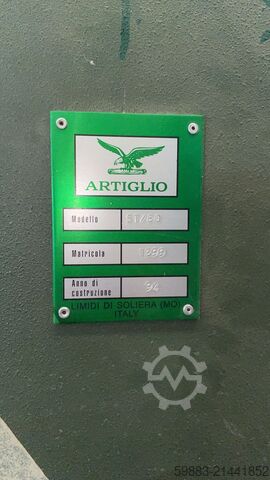 ARTIGLIO
Modello
Matricola
Anno di
costruzione 94
LIMIDI DI SOLIERA (MO)
ITALY
59883-21441852